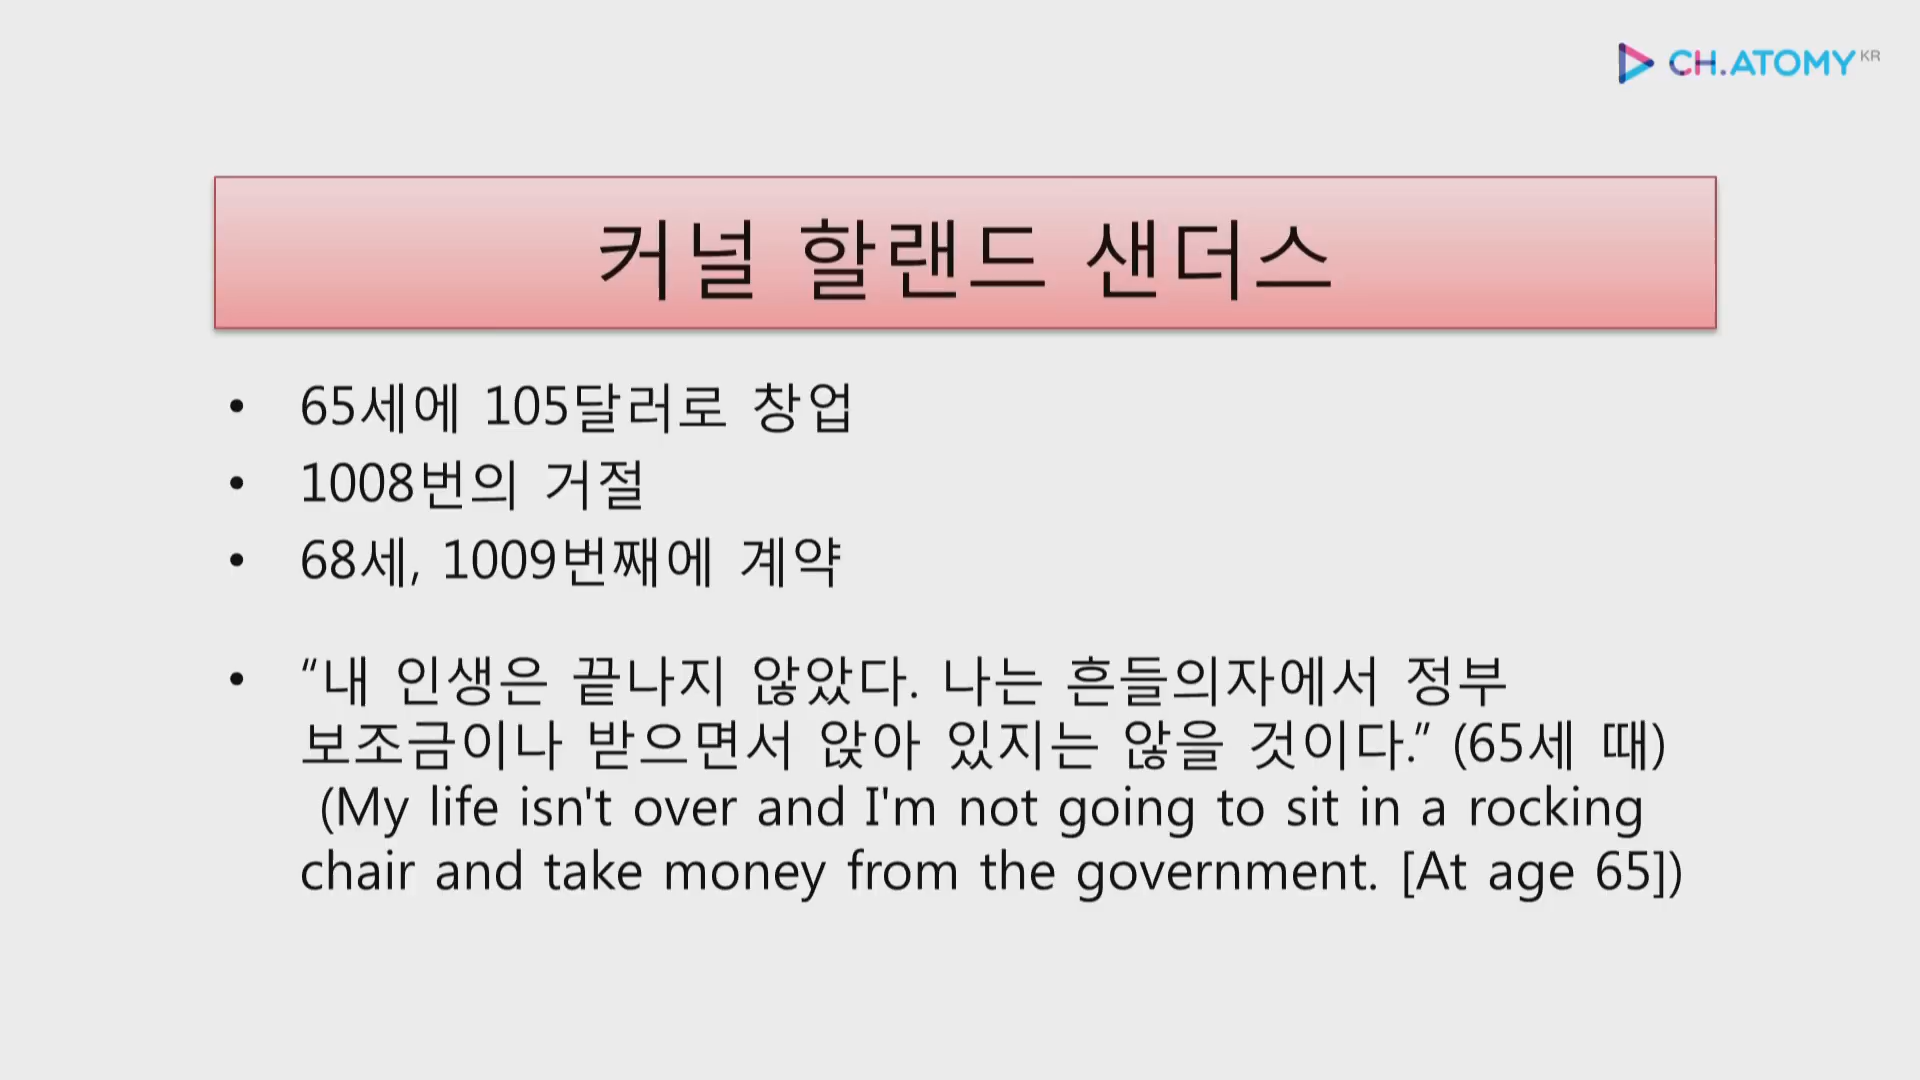 CH.ATOMY KR
커널 할랜드 샌더스
• 65세에 105달러로 창업
• 1008번의 거절
• 68세, 1009번째에 계약
• “내 인생은 끝나지 않았다. 나는 흔들의자에서 정부
보조금이나 받으면서 앉아 있지는 않을 것이다.” (65세 때)
(My life isn't over and I'm not going to sit in a rocking
chair and take money from the government. [At age 65])